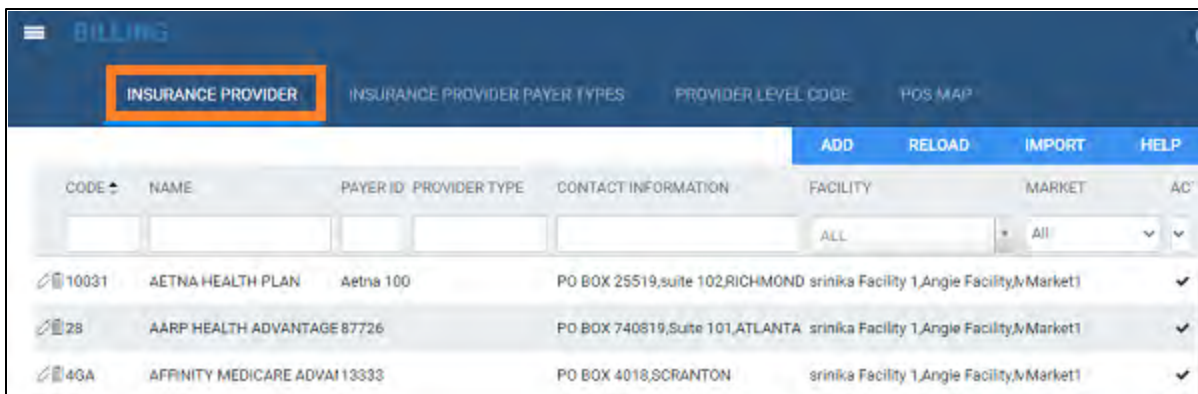 BILLING
INSURANCE PROVIDER INSURANCE PROVIDER PAYER TYPES PROVIDER LEVEL CODE POS MAP
ADD RELOAD IMPORT HELP
CODE NAME PAYER ID PROVIDER TYPE CONTACT INFORMATION FACILITY MARKET AC
ALL All
10031 AETNA HEALTH PLAN Aetna 100 PO BOX 25519,suite 102,RICHMOND srinika Facility 1,Angie Facility,M Market1
28 AARP HEALTH ADVANTAGE 87726 PO BOX 740819,Suite 101,ATLANTA srinika Facility 1,Angie Facility,M Market1
4GA AFFINITY MEDICARE ADVAI 13333 PO BOX 4018,SCRANTON srinika Facility 1,Angie Facility,M Market1